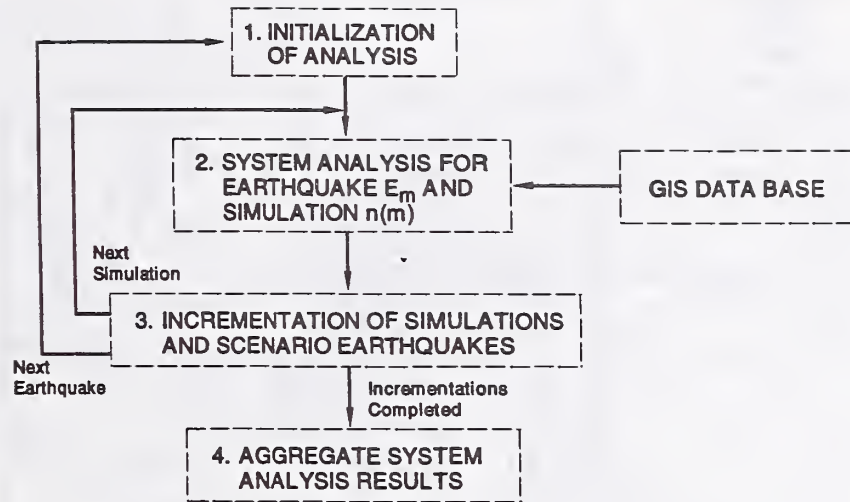 1. INITIALIZATION
OF ANALYSIS
2. SYSTEM ANALYSIS FOR
EARTHQUAKE Em AND
SIMULATION n(m)
GIS DATA BASE
Next
Simulation
3. INCREMENTATION OF SIMULATIONS
AND SCENARIO EARTHQUAKES
Next
Earthquake
Incrementations
Completed
4. AGGREGATE SYSTEM
ANALYSIS RESULTS